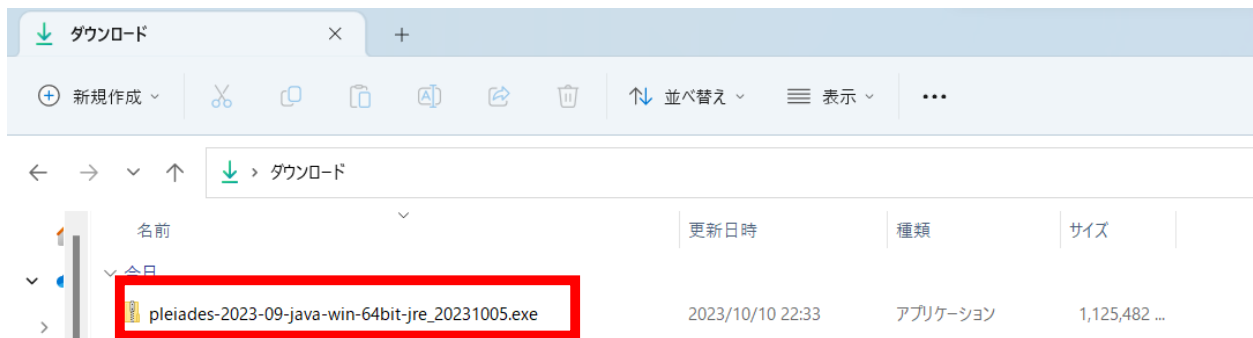 ダウンロード
新規作成
並べ替え
表示
ダウンロード
名前 更新日時 種類 サイズ
今日
pleiades-2023-09-java-win-64bit-jre_20231005.exe 2023/10/10 22:33 アプリケーション 1,125,482 ...